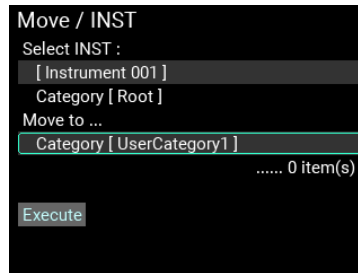 Move / INST
Select INST :
[ Instrument 001 ]
Category [ Root ]
Move to ...
Category [ UserCategory1 ]
...... 0 item(s)
Execute